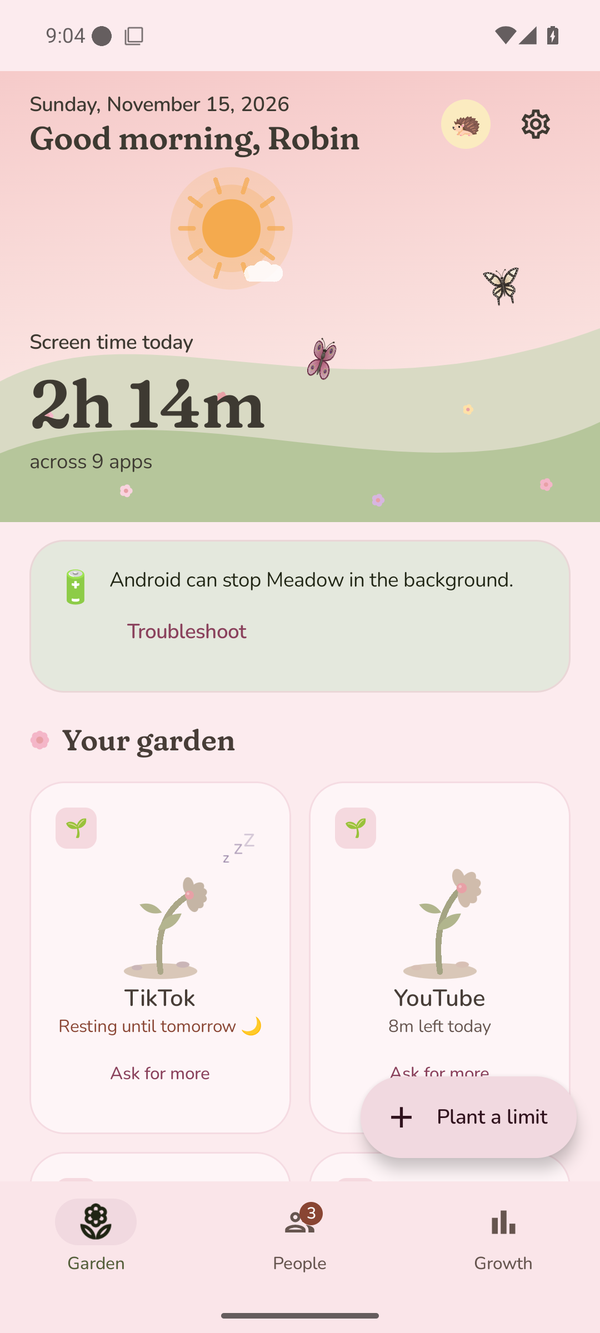 9:04
Sunday, November 15, 2026
Good morning, Robin
Screen time today
2h 14m
across 9 apps
Android can stop Meadow in the background.
Troubleshoot
Your garden
z z Z
TikTok
Resting until tomorrow 🌙
Ask for more
YouTube
8m left today
Ask for more
Plant a limit
3
Garden
People
Growth